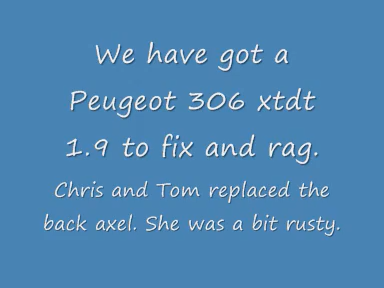 We have got a
Peugeot 306 xtdt
1.9 to fix and rag.
Chris and Tom replaced the
back axel. She was a bit rusty.